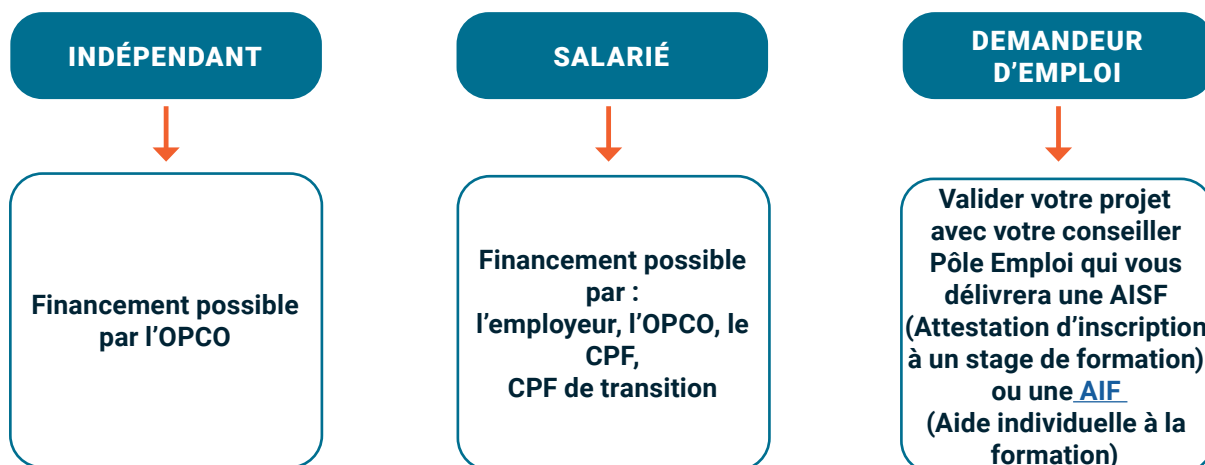 INDÉPENDANT
Financement possible
par l’OPCO
SALARIÉ
Financement possible
par :
l’employeur, l’OPCO, le
CPF,
CPF de transition
DEMANDEUR
D’EMPLOI
Valider votre projet
avec votre conseiller
Pôle Emploi qui vous
délivrera une AISF
(Attestation d’inscription
à un stage de formation)
ou une AIF
(Aide individuelle à la
formation)